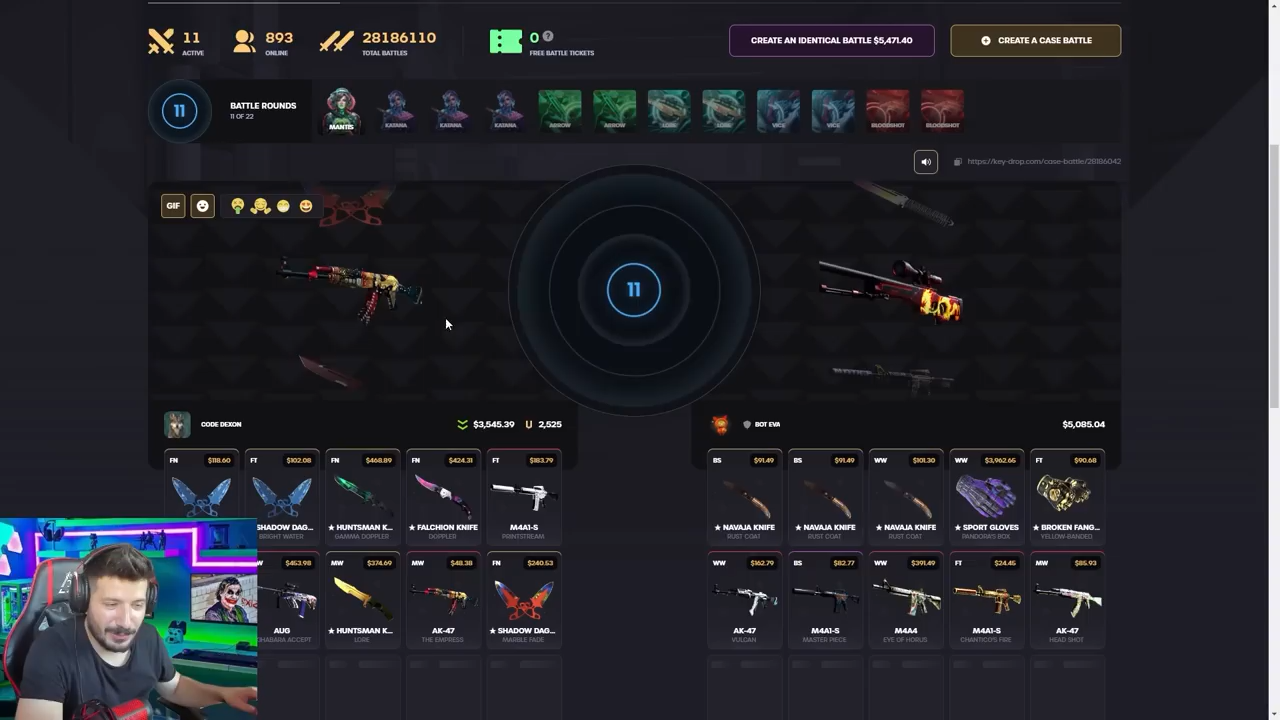 11
ACTIVE
893
ONLINE
28186110
TOTAL BATTLES
0 ?
FREE BATTLE TICKETS
CREATE AN IDENTICAL BATTLE $5,471.40
CREATE A CASE BATTLE
11
BATTLE ROUNDS
11 OF 22
MANTIS
KATANA
KATANA
KATANA
ARROW
ARROW
LORE
LORE
VICE
VICE
BLOODSHOT
BLOODSHOT
https://key-drop.com/case-battle/28186042
GIF
11
CODE DEXON
$3,545.39
2,525
BOT EVA
$5,085.04
FN $118.60
FT $102.08
FN $468.89
FN $424.31
FT $183.79
BS $91.49
BS $91.49
WW $101.30
WW $3,962.66
FT $90.68
SHADOW DAG...
★ HUNTSMAN K...
★ FALCHION KNIFE
M4A1-S
★ NAVAJA KNIFE
★ NAVAJA KNIFE
★ NAVAJA KNIFE
★ SPORT GLOVES
★ BROKEN FANG...
BRIGHT WATER
GAMMA DOPPLER
DOPPLER
PRINTSTREAM
RUST COAT
RUST COAT
RUST COAT
PANDORA'S BOX
YELLOW-BANDED
$453.98
MW $374.69
MW $48.38
FN $240.53
WW $162.79
BS $82.77
MW $391.49
FT $24.45
MW $85.93
AUG
★ HUNTSMAN K...
AK-47
★ SHADOW DAG...
AK-47
M4A1-S
M4A4
M4A1-S
AK-47
LORE
THE EMPRESS
MARBLE FADE
VULCAN
MASTER PIECE
EYE OF HORUS
CHANTICO'S FIRE
HEAD SHOT